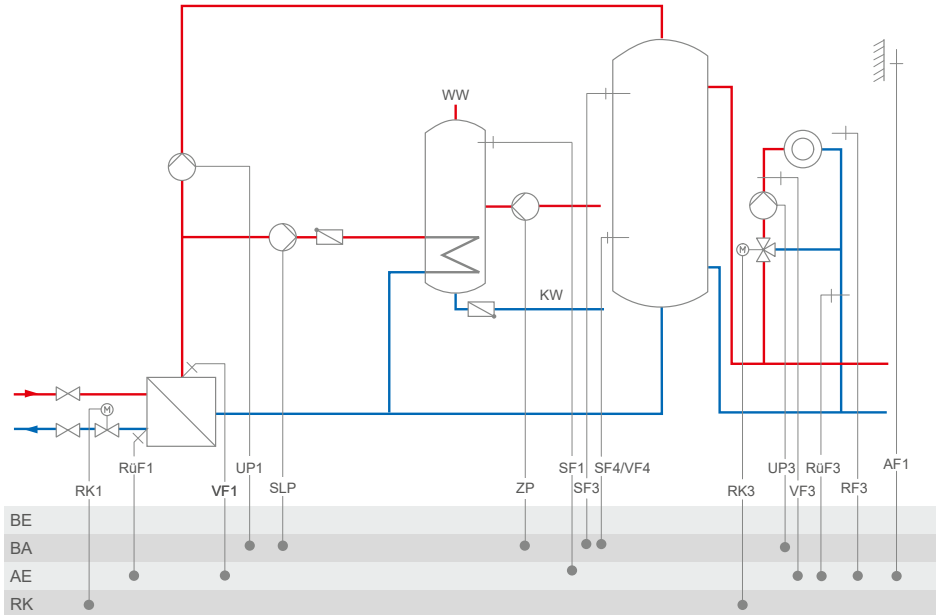 WW
M
KW
M
RüF1
UP1
SF1
SF4/VF4
UP3
RüF3
AF1
RK1
VF1
SLP
ZP
SF3
RK3
VF3
RF3
BE
BA
AE
RK